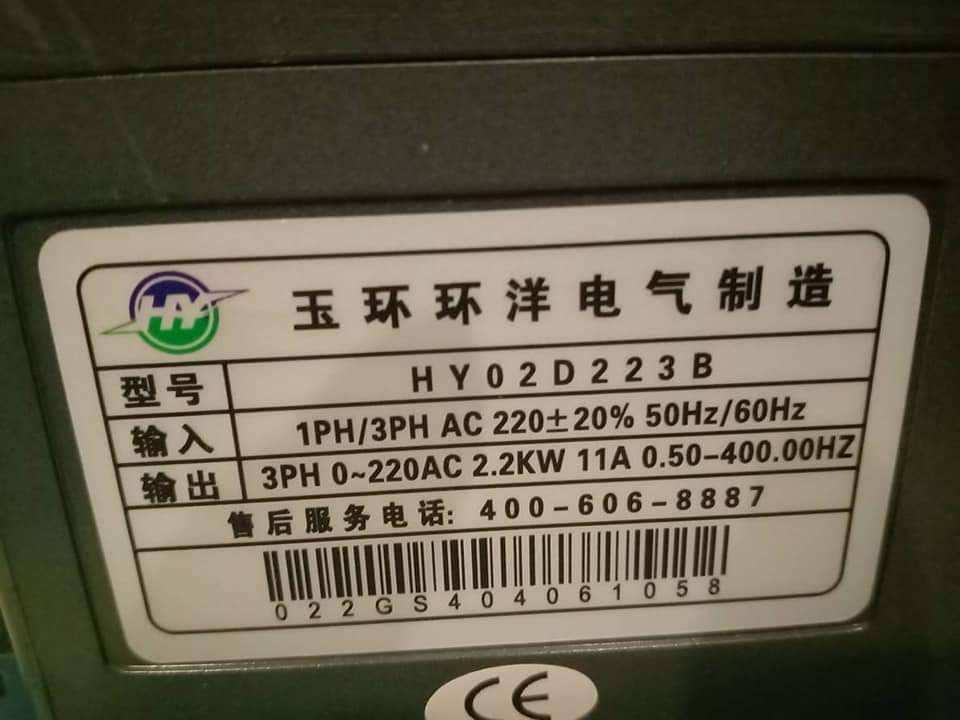 HY 玉环环洋电气制造
型号 HY02D223B
输入 1PH/3PH AC 220±20% 50Hz/60Hz
输出 3PH 0~220AC 2.2KW 11A 0.50-400.00HZ
售后服务电话: 400-606-8887
022GS404061058
CE